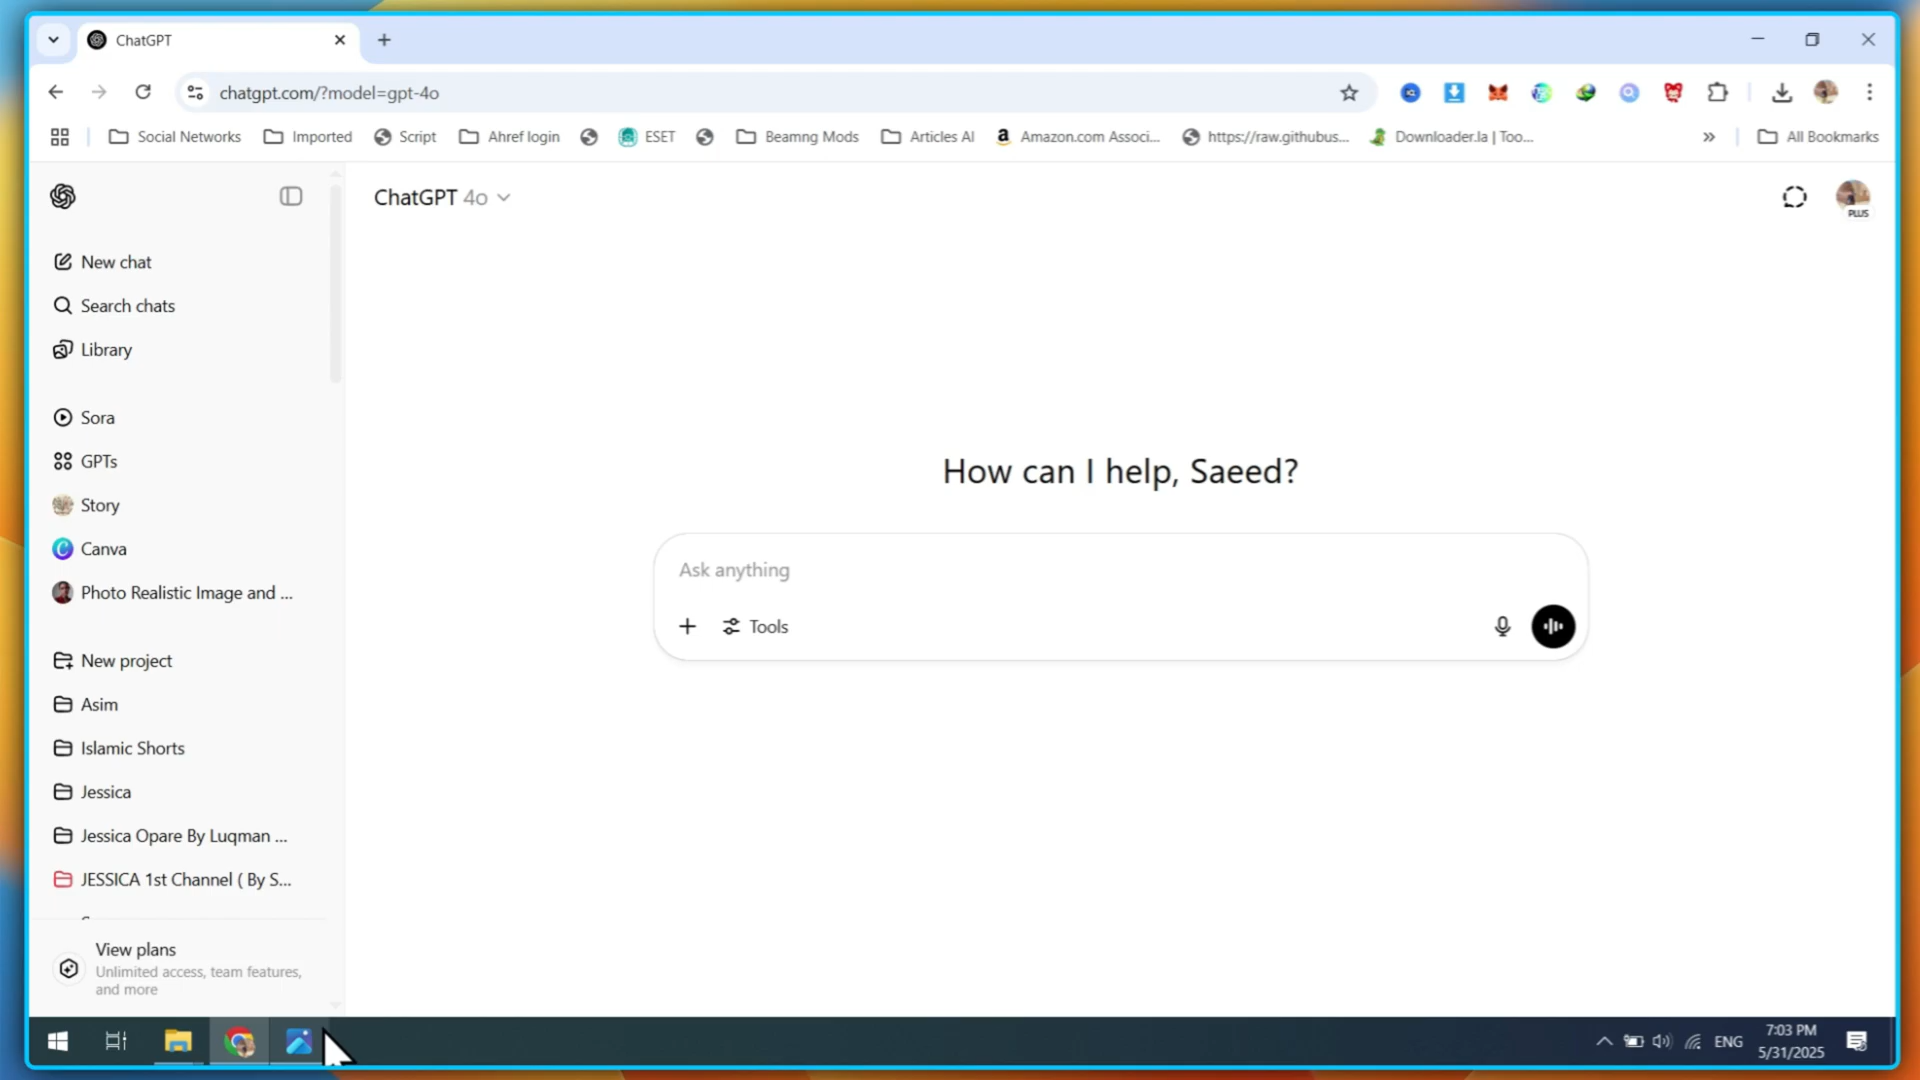 ChatGPT
chatgpt.com/?model=gpt-4o
Social Networks
Imported
Script
Ahref login
ESET
Beamng Mods
Articles AI
Amazon.com Associ...
https://raw.githubus...
Downloader.la | Too...
All Bookmarks
ChatGPT 4o
PLUS
New chat
Search chats
Library
Sora
GPTs
Story
Canva
Photo Realistic Image and ...
New project
Asim
Islamic Shorts
Jessica
Jessica Opare By Luqman ...
JESSICA 1st Channel ( By S...
View plans
Unlimited access, team features,
and more
How can I help, Saeed?
Ask anything
Tools
ENG
7:03 PM
5/31/2025